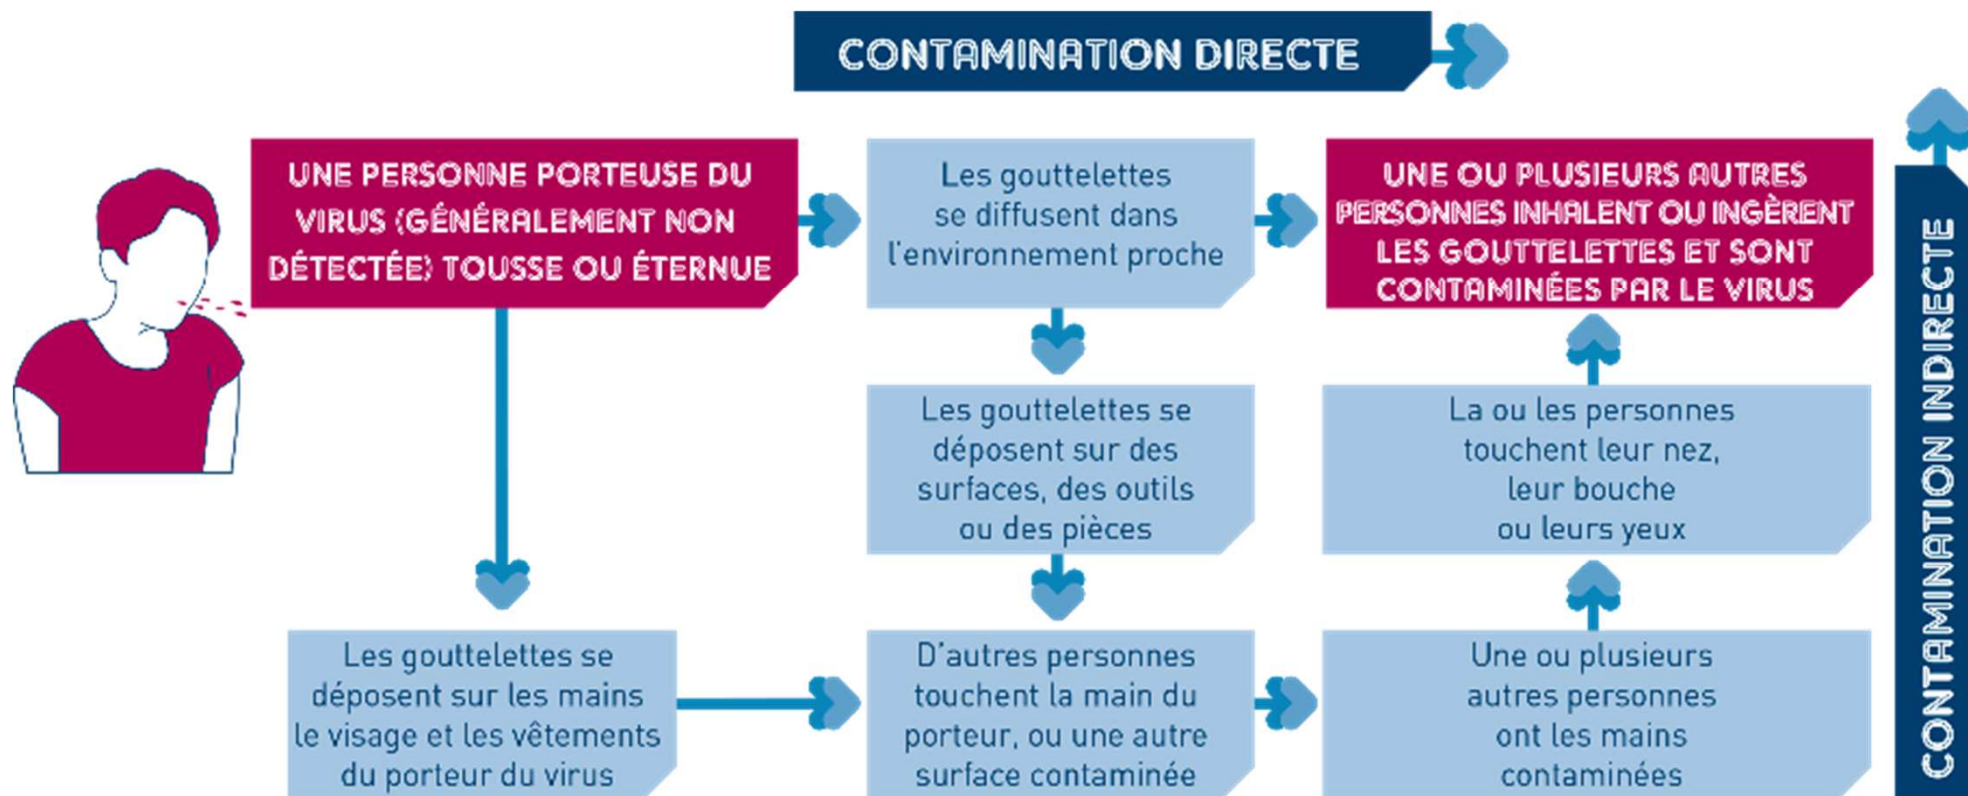 CONTAMINATION DIRECTE
UNE PERSONNE PORTEUSE DU
VIRUS (GÉNÉRALEMENT NON
DÉTECTÉE) TOUSSE OU ÉTERNUE
Les gouttelettes
se diffusent dans
l'environnement proche
UNE OU PLUSIEURS AUTRES
PERSONNES INHALENT OU INGÈRENT
LES GOUTTELETTES ET SONT
CONTAMINÉES PAR LE VIRUS
Les gouttelettes se
déposent sur des
surfaces, des outils
ou des pièces
La ou les personnes
touchent leur nez,
leur bouche
ou leurs yeux
Les gouttelettes se
déposent sur les mains
le visage et les vêtements
du porteur du virus
D'autres personnes
touchent la main du
porteur, ou une autre
surface contaminée
Une ou plusieurs
autres personnes
ont les mains
contaminées
CONTAMINATION INDIRECTE